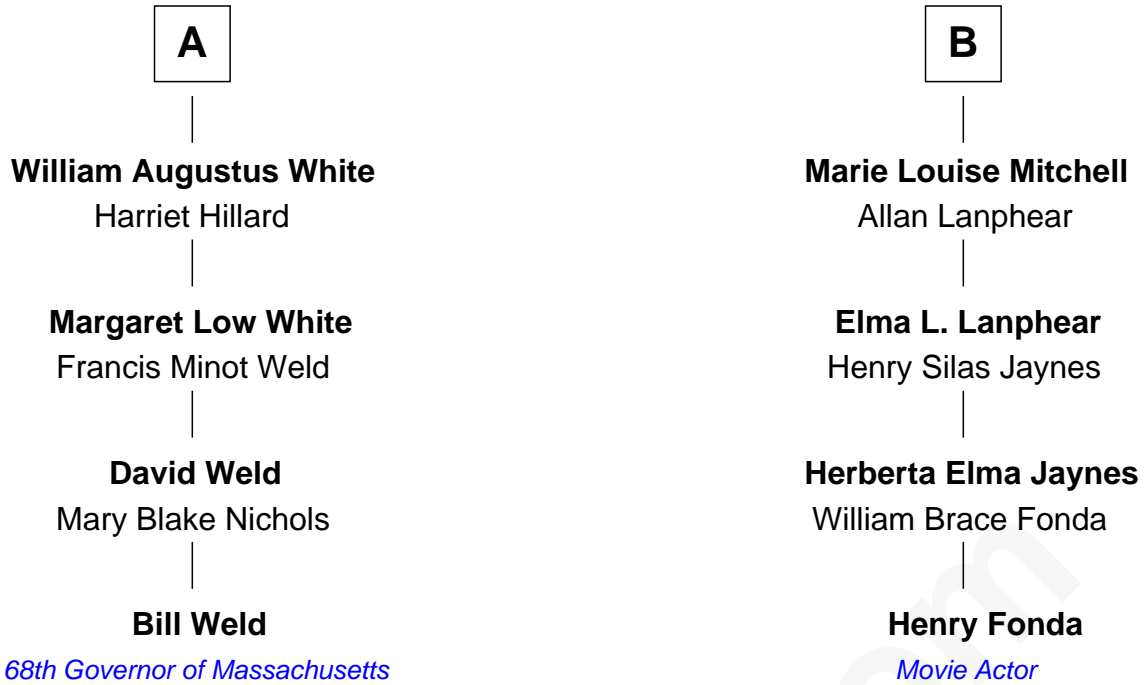 A
William Augustus White
Harriet Hillard
Margaret Low White
Francis Minot Weld
David Weld
Mary Blake Nichols
Bill Weld
68th Governor of Massachusetts
B
Marie Louise Mitchell
Allan Lanphear
Elma L. Lanphear
Henry Silas Jaynes
Herberta Elma Jaynes
William Brace Fonda
Henry Fonda
Movie Actor
om